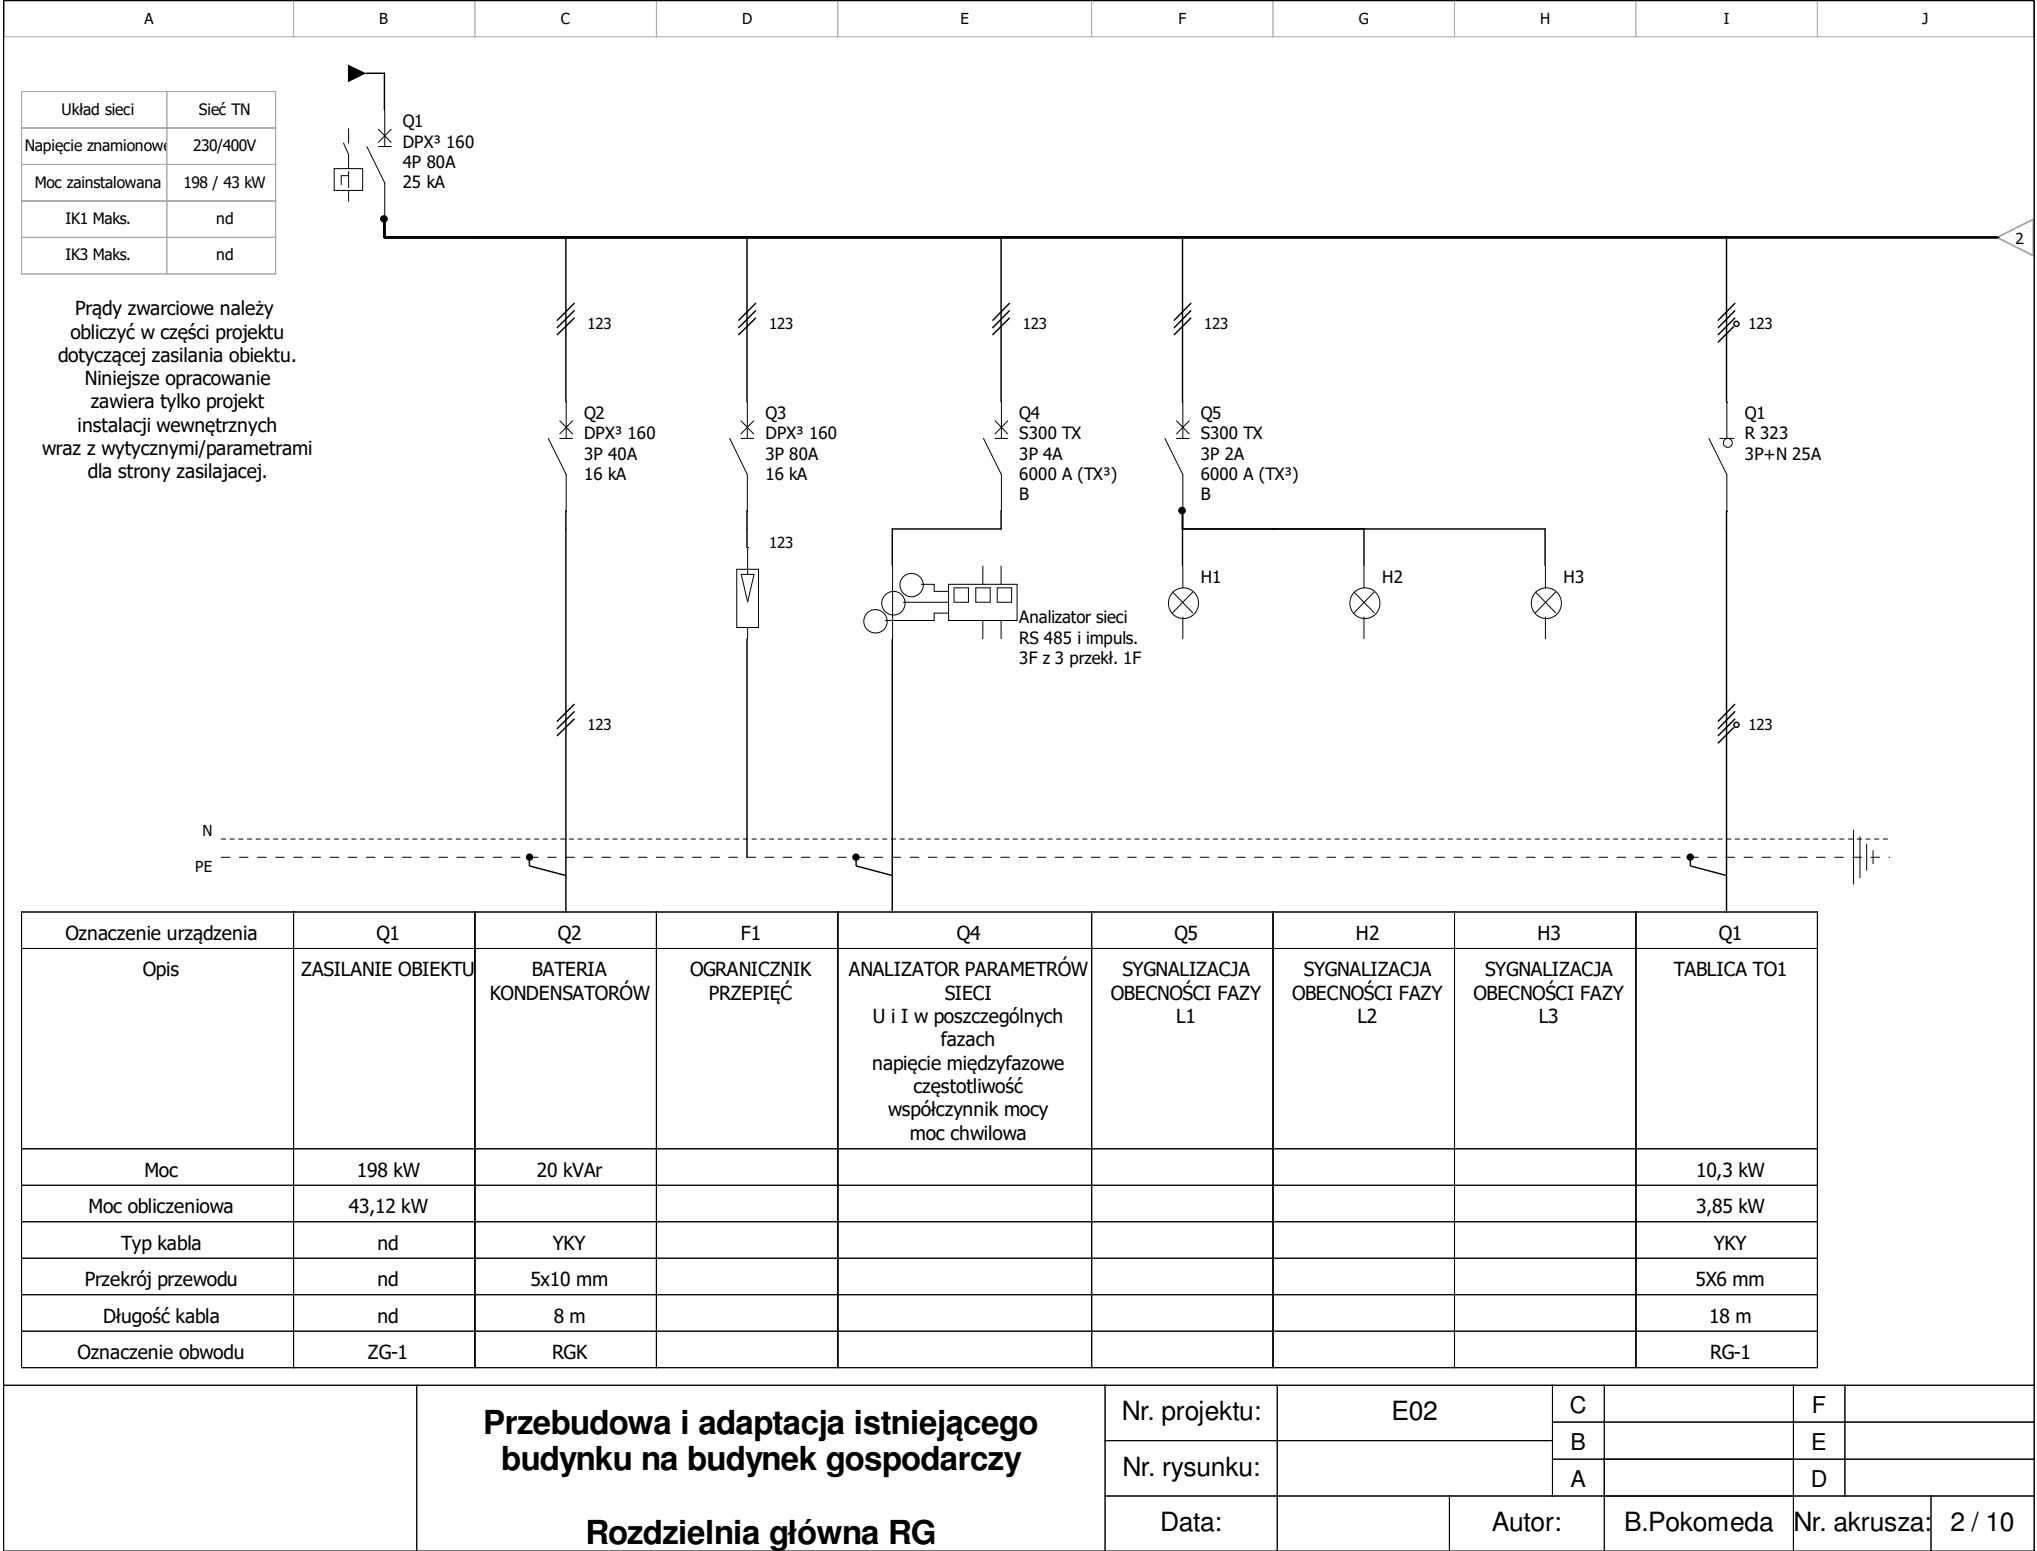 A B C D E F G H I J
Układ sieci Sieć TN
Napięcie znamionowe 230/400V
Moc zainstalowana 198 / 43 kW
IK1 Maks. nd
IK3 Maks. nd
Prądy zwarciowe należy
obliczyć w części projektu
dotyczącej zasilania obiektu.
Niniejsze opracowanie
zawiera tylko projekt
instalacji wewnętrznych
wraz z wytycznymi/parametrami
dla strony zasilajacej.
Q1
DPX³ 160
4P 80A
25 kA
2
123 123 123 123 123
Q2
DPX³ 160
3P 40A
16 kA
Q3
DPX³ 160
3P 80A
16 kA
Q4
S300 TX
3P 4A
6000 A (TX³)
B
Q5
S300 TX
3P 2A
6000 A (TX³)
B
Q1
R 323
3P+N 25A
123
H1 H2 H3
Analizator sieci
RS 485 i impuls.
3F z 3 przekł. 1F
123 123
N
PE
Oznaczenie urządzenia Q1 Q2 F1 Q4 Q5 H2 H3 Q1
Opis
ZASILANIE OBIEKTU
BATERIA
KONDENSATORÓW
OGRANICZNIK
PRZEPIĘĆ
ANALIZATOR PARAMETRÓW
SIECI
U i I w poszczególnych
fazach
napięcie międzyfazowe
częstotliwość
współczynnik mocy
moc chwilowa
SYGNALIZACJA
OBECNOŚCI FAZY
L1
SYGNALIZACJA
OBECNOŚCI FAZY
L2
SYGNALIZACJA
OBECNOŚCI FAZY
L3
TABLICA TO1
Moc 198 kW 20 kVAr 10,3 kW
Moc obliczeniowa 43,12 kW 3,85 kW
Typ kabla nd YKY YKY
Przekrój przewodu nd 5x10 mm 5X6 mm
Długość kabla nd 8 m 18 m
Oznaczenie obwodu ZG-1 RGK RG-1
Przebudowa i adaptacja istniejącego
budynku na budynek gospodarczy
Rozdzielnia główna RG
Nr. projektu: E02 C F
B E
Nr. rysunku:
A D
Data: Autor: B.Pokomeda Nr. akrusza: 2 / 10